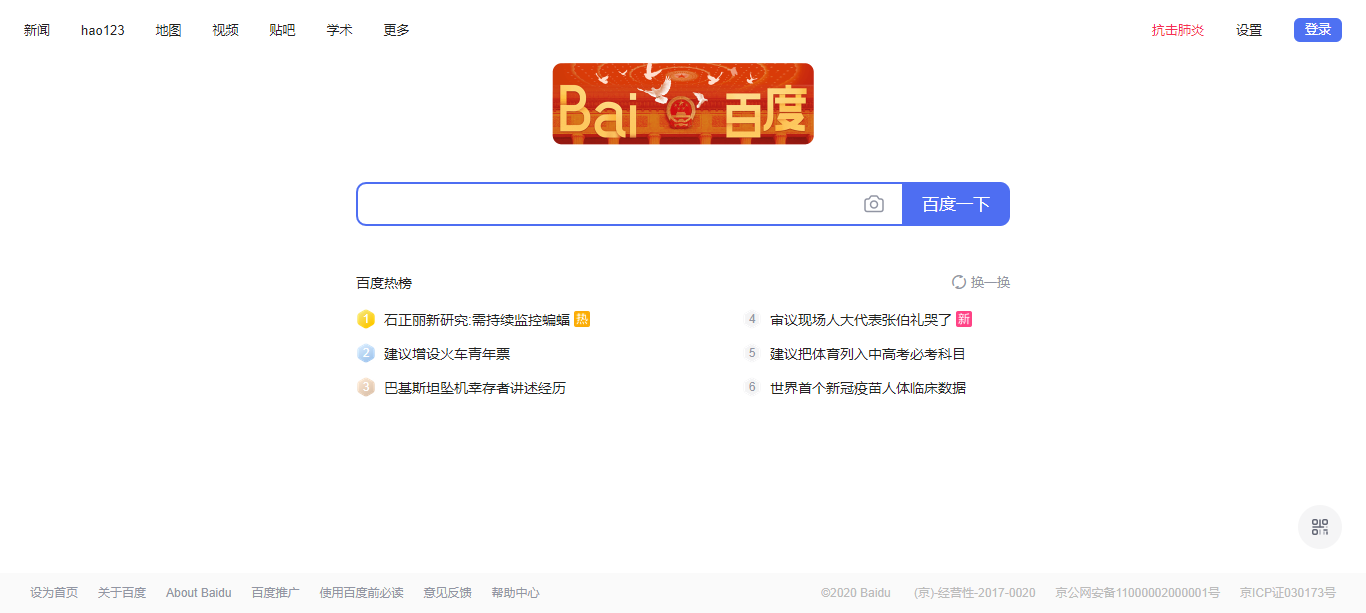 新闻 hao123 地图 视频 贴吧 学术 更多 抗击肺炎 设置 登录
Bai 百度
百度一下
百度热榜 换一换
1 石正丽新研究:需持续监控蝙蝠 热
2 建议增设火车青年票
3 巴基斯坦坠机幸存者讲述经历
4 审议现场人大代表张伯礼哭了 新
5 建议把体育列入中高考必考科目
6 世界首个新冠疫苗人体临床数据
设为首页 关于百度 About Baidu 百度推广 使用百度前必读 意见反馈 帮助中心 ©2020 Baidu (京)-经营性-2017-0020 京公网安备11000002000001号 京ICP证030173号